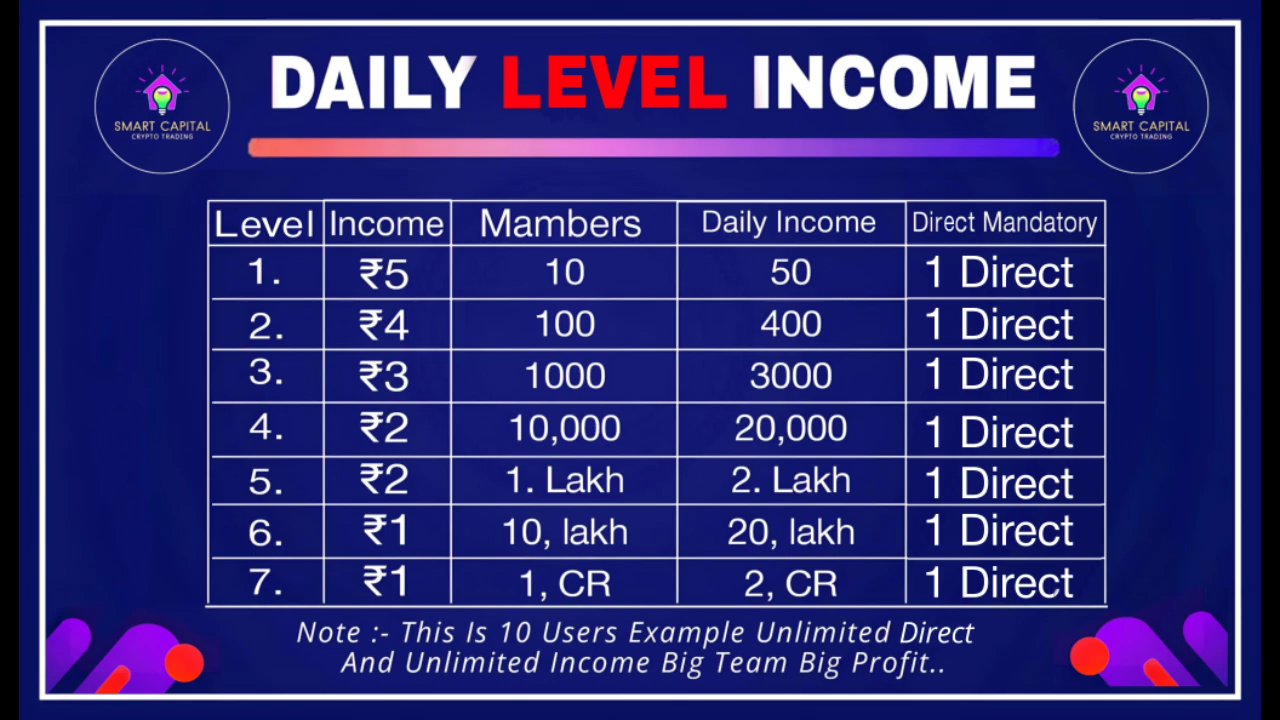 DAILY LEVEL INCOME
SMART CAPITAL
CRYPTO TRADING
SMART CAPITAL
CRYPTO TRADING
Level Income Mambers Daily Income Direct Mandatory
1. ₹5 10 50 1 Direct
2. ₹4 100 400 1 Direct
3. ₹3 1000 3000 1 Direct
4. ₹2 10,000 20,000 1 Direct
5. ₹2 1. Lakh 2. Lakh 1 Direct
6. ₹1 10, lakh 20, lakh 1 Direct
7. ₹1 1, CR 2, CR 1 Direct
Note :- This Is 10 Users Example Unlimited Direct
And Unlimited Income Big Team Big Profit..